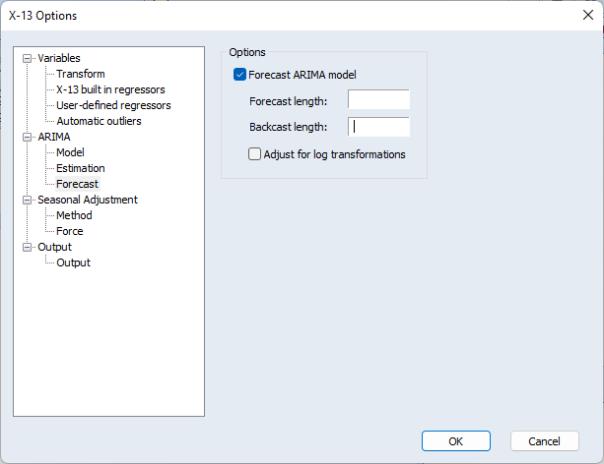 X-13 Options
Variables
Transform
X-13 built in regressors
User-defined regressors
Automatic outliers
ARIMA
Model
Estimation
Forecast
Seasonal Adjustment
Method
Force
Output
Output
Options
Forecast ARIMA model
Forecast length:
Backcast length:
Adjust for log transformations
OK
Cancel